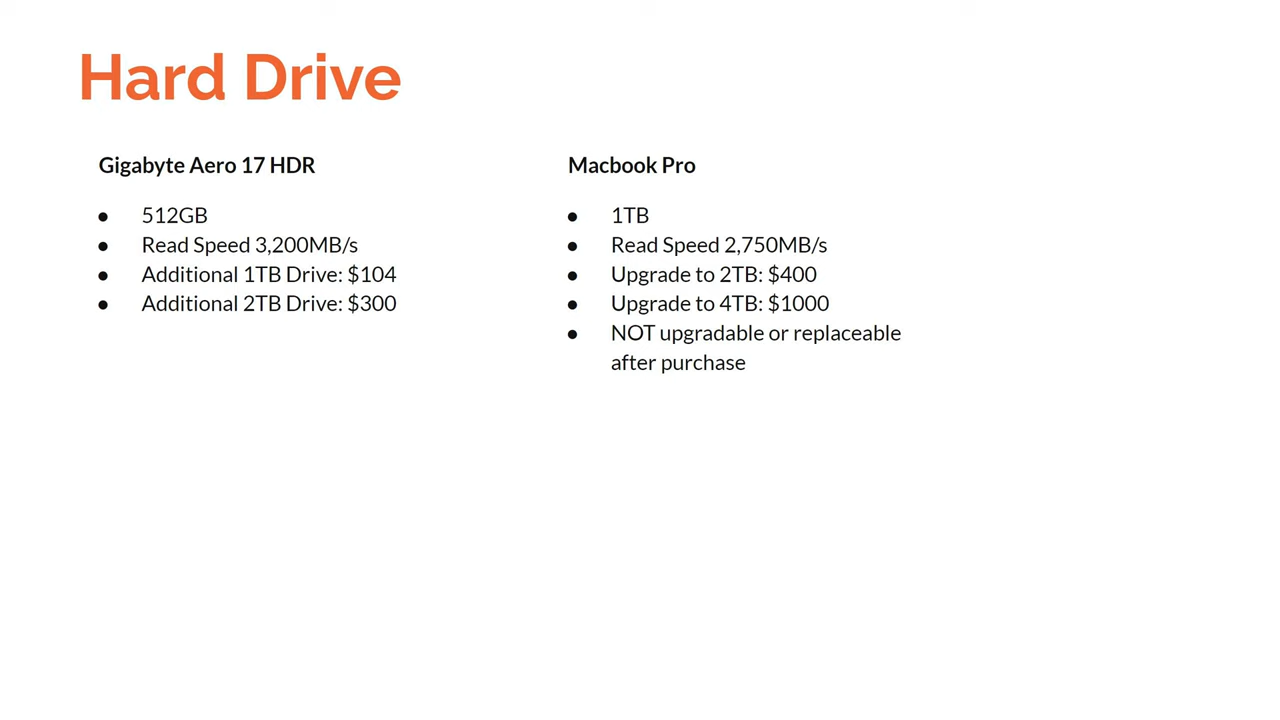 Hard Drive
Gigabyte Aero 17 HDR
● 512GB
● Read Speed 3,200MB/s
● Additional 1TB Drive: $104
● Additional 2TB Drive: $300
Macbook Pro
● 1TB
● Read Speed 2,750MB/s
● Upgrade to 2TB: $400
● Upgrade to 4TB: $1000
● NOT upgradable or replaceable
after purchase